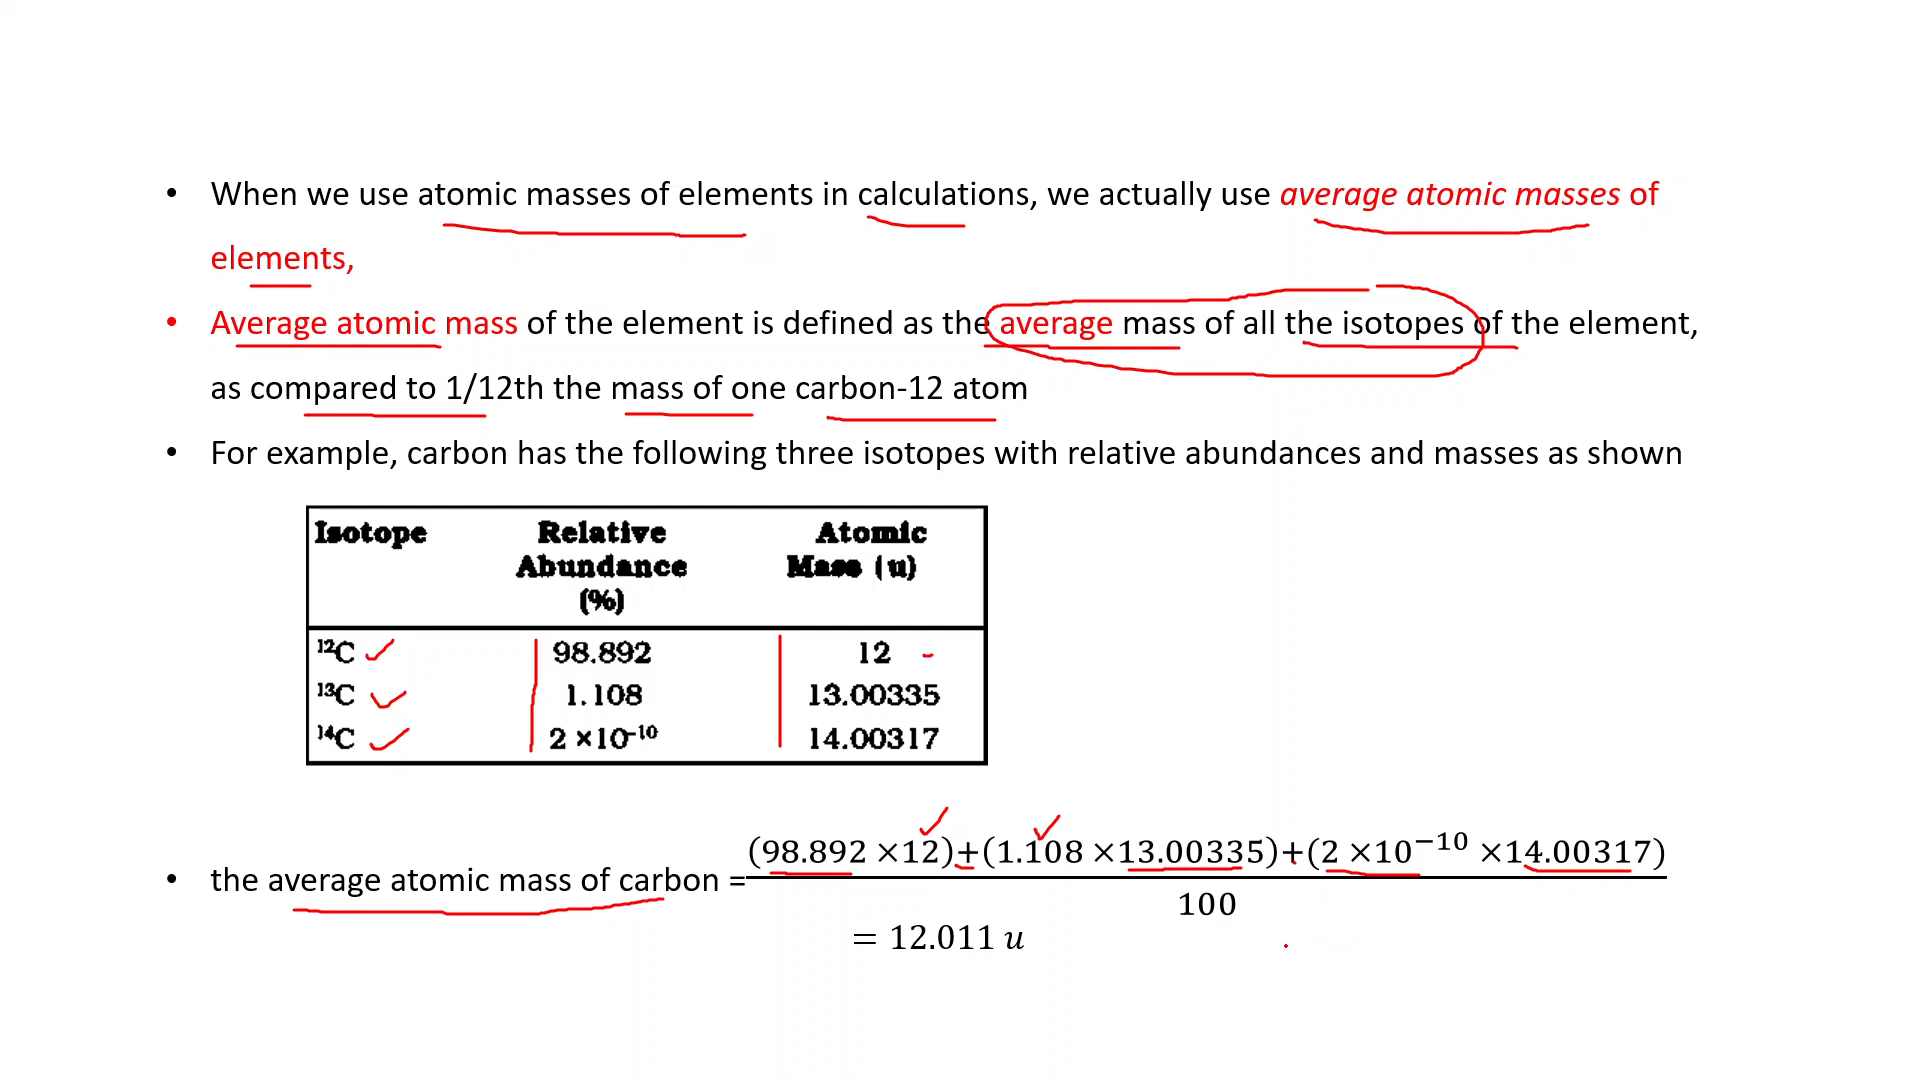 • When we use atomic masses of elements in calculations, we actually use average atomic masses of
elements,
• Average atomic mass of the element is defined as the average mass of all the isotopes of the element,
as compared to 1/12th the mass of one carbon-12 atom
• For example, carbon has the following three isotopes with relative abundances and masses as shown
Isotope Relative Abundance (%) Atomic Mass (u)
¹²C 98.892 12
¹³C 1.108 13.00335
¹⁴C 2 ×10⁻¹⁰ 14.00317
• the average atomic mass of carbon = (98.892 ×12)+(1.108 ×13.00335)+(2 ×10⁻¹⁰ ×14.00317)
100
= 12.011 u